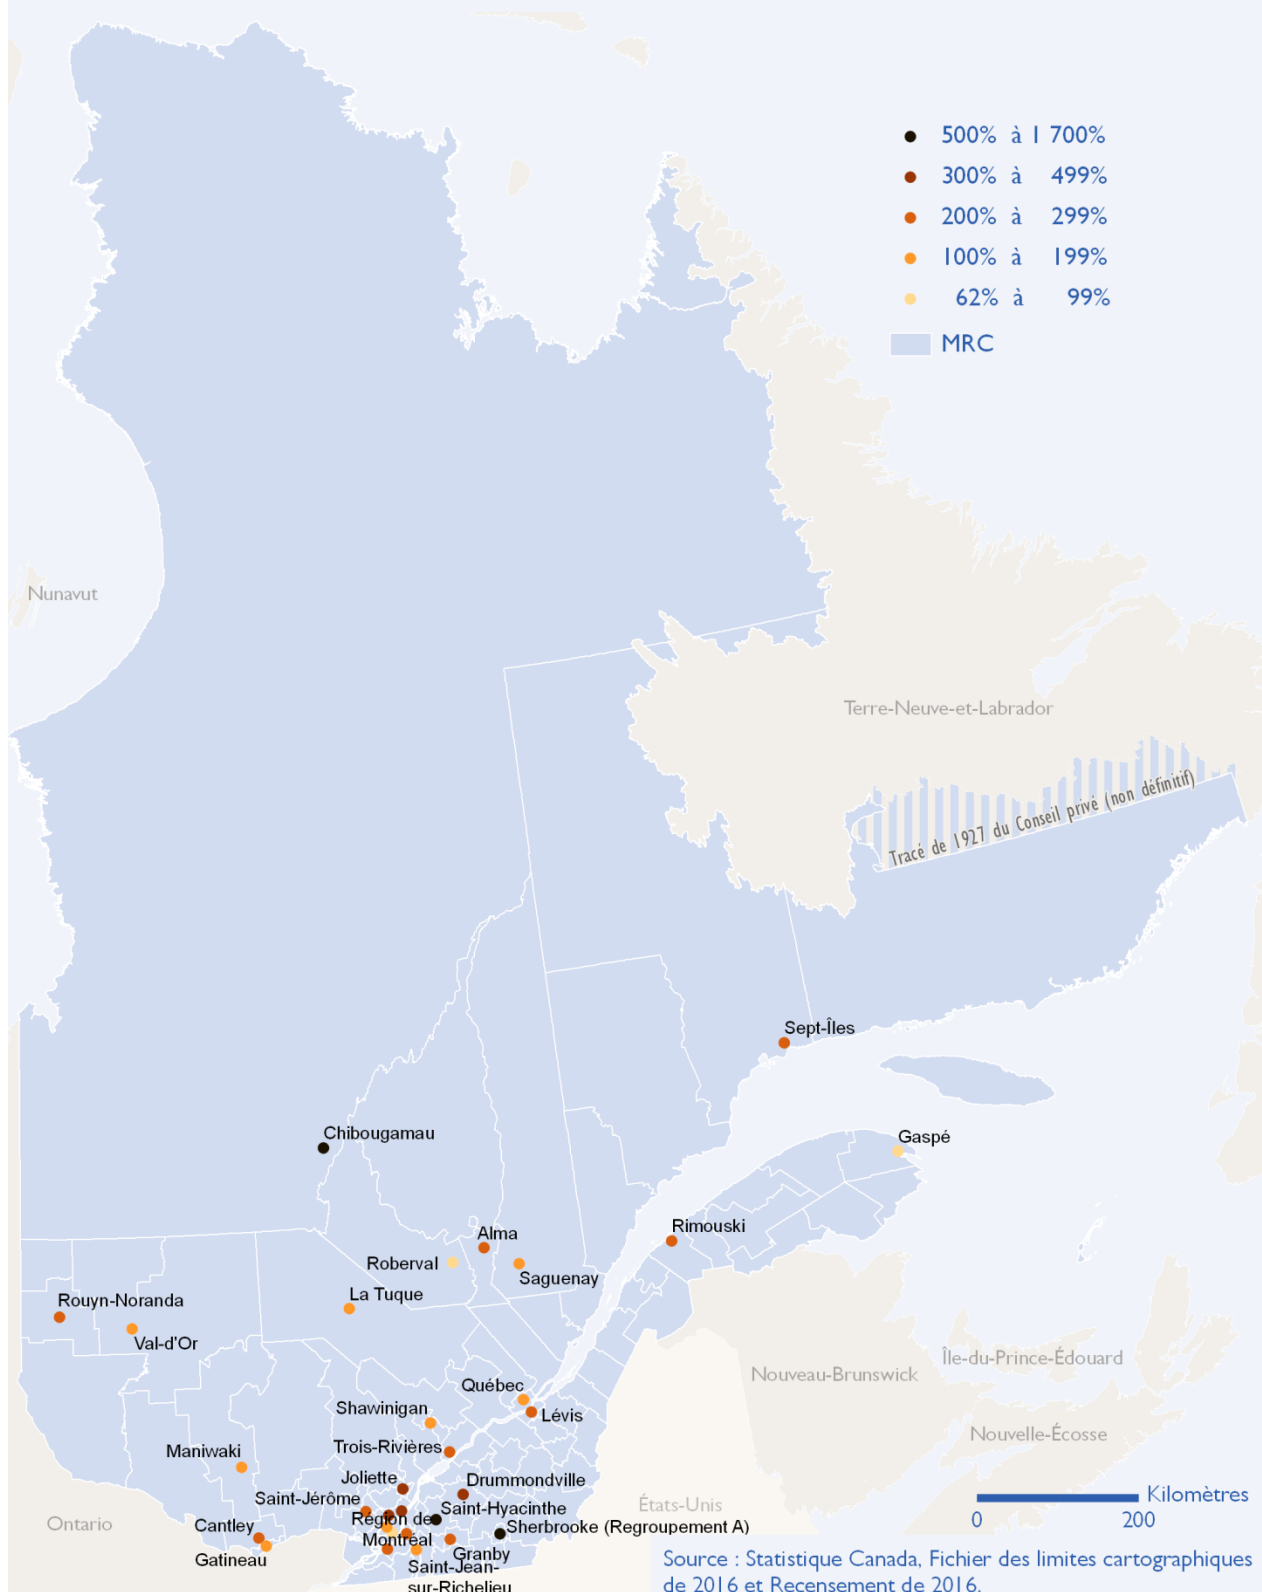 500% à 1 700%
300% à 499%
200% à 299%
100% à 199%
62% à 99%
MRC
Nunavut
Terre-Neuve-et-Labrador
Tracé de 1927 du Conseil privé (non définitif)
Sept-Îles
Chibougamau
Gaspé
Rimouski
Alma
Roberval
Saguenay
La Tuque
Rouyn-Noranda
Val-d'Or
Île-du-Prince-Édouard
Nouveau-Brunswick
Québec
Lévis
Shawinigan
Nouvelle-Écosse
Trois-Rivières
Maniwaki
Joliette
Drummondville
Saint-Jérôme
Saint-Hyacinthe
États-Unis
Kilomètres
0 200
Région de
Montréal
Sherbrooke (Regroupement A)
Ontario
Cantley
Gatineau
Granby
Saint-Jean-
sur-Richelieu
Source : Statistique Canada, Fichier des limites cartographiques
de 2016 et Recensement de 2016.